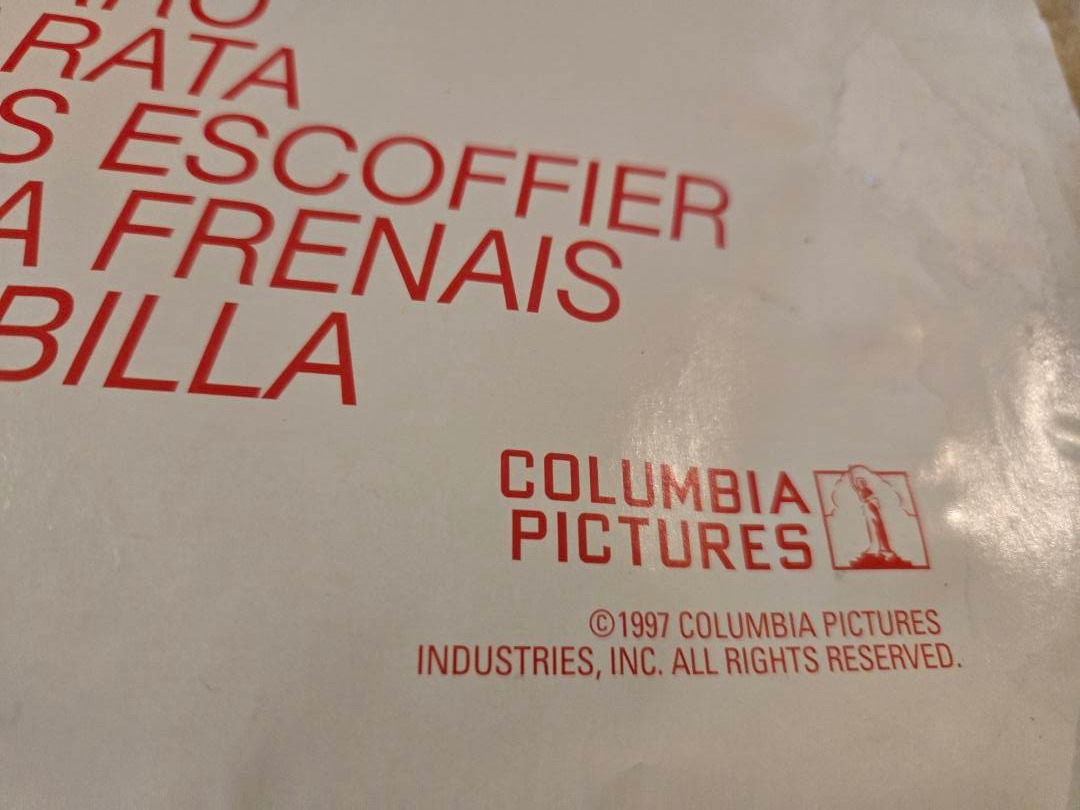 RATA
S ESCOFFIER
A FRENAIS
BILLA
COLUMBIA
PICTURES
©1997 COLUMBIA PICTURES
INDUSTRIES, INC. ALL RIGHTS RESERVED.